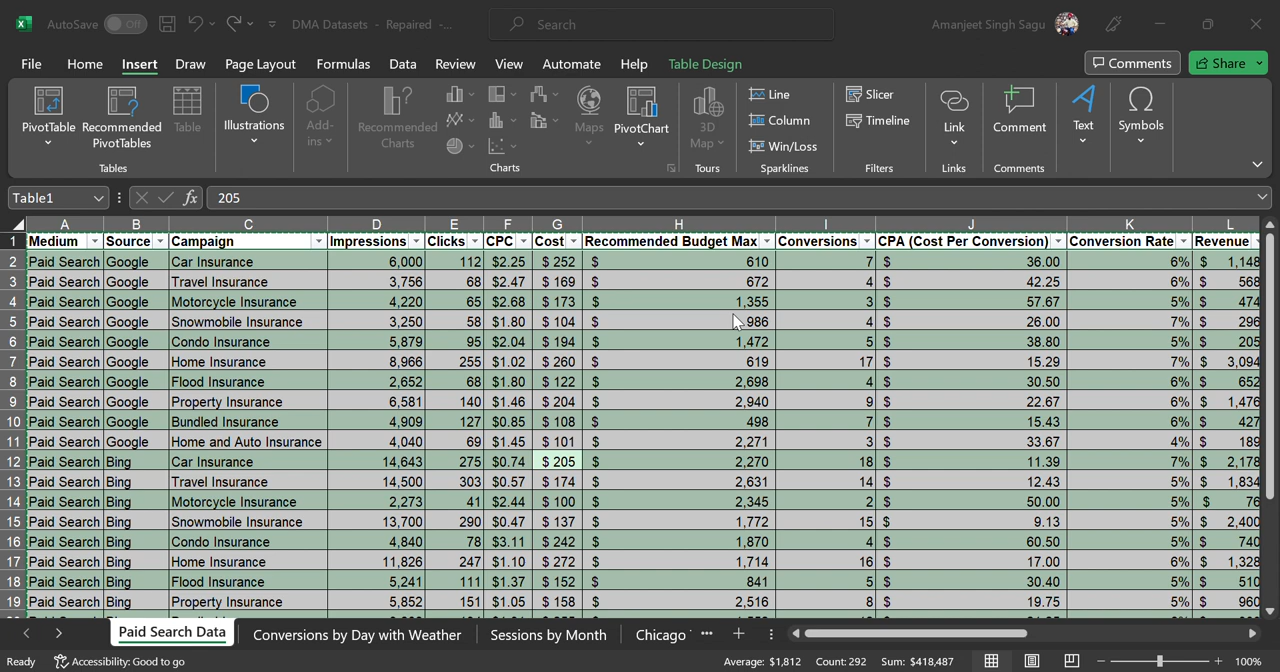 AutoSave Off DMA Datasets - Repaired -... Search Amanjeet Singh Sagu
File Home Insert Draw Page Layout Formulas Data Review View Automate Help Table Design Comments Share
PivotTable Recommended PivotTables Table Illustrations Add-ins Recommended Charts Maps PivotChart 3D Map Line Column Win/Loss Slicer Timeline Link Comment Text Symbols
Tables Charts Tours Sparklines Filters Links Comments
Table1 fx 205
A B C D E F G H I J K L
1 Medium Source Campaign Impressions Clicks CPC Cost Recommended Budget Max Conversions CPA (Cost Per Conversion) Conversion Rate Revenue
2 Paid Search Google Car Insurance 6,000 112 $2.25 $ 252 $ 610 7 $ 36.00 6% $ 1,148
3 Paid Search Google Travel Insurance 3,756 68 $2.47 $ 169 $ 672 4 $ 42.25 6% $ 568
4 Paid Search Google Motorcycle Insurance 4,220 65 $2.68 $ 173 $ 1,355 3 $ 57.67 5% $ 474
5 Paid Search Google Snowmobile Insurance 3,250 58 $1.80 $ 104 $ 986 4 $ 26.00 7% $ 296
6 Paid Search Google Condo Insurance 5,879 95 $2.04 $ 194 $ 1,472 5 $ 38.80 5% $ 205
7 Paid Search Google Home Insurance 8,966 255 $1.02 $ 260 $ 619 17 $ 15.29 7% $ 3,094
8 Paid Search Google Flood Insurance 2,652 68 $1.80 $ 122 $ 2,698 4 $ 30.50 6% $ 652
9 Paid Search Google Property Insurance 6,581 140 $1.46 $ 204 $ 2,940 9 $ 22.67 6% $ 1,476
10 Paid Search Google Bundled Insurance 4,909 127 $0.85 $ 108 $ 498 7 $ 15.43 6% $ 427
11 Paid Search Google Home and Auto Insurance 4,040 69 $1.45 $ 101 $ 2,271 3 $ 33.67 4% $ 189
12 Paid Search Bing Car Insurance 14,643 275 $0.74 $ 205 $ 2,270 18 $ 11.39 7% $ 2,178
13 Paid Search Bing Travel Insurance 14,500 303 $0.57 $ 174 $ 2,631 14 $ 12.43 5% $ 1,834
14 Paid Search Bing Motorcycle Insurance 2,273 41 $2.44 $ 100 $ 2,345 2 $ 50.00 5% $ 76
15 Paid Search Bing Snowmobile Insurance 13,700 290 $0.47 $ 137 $ 1,772 15 $ 9.13 5% $ 2,400
16 Paid Search Bing Condo Insurance 4,840 78 $3.11 $ 242 $ 1,870 4 $ 60.50 5% $ 740
17 Paid Search Bing Home Insurance 11,826 247 $1.10 $ 272 $ 1,714 16 $ 17.00 6% $ 1,328
18 Paid Search Bing Flood Insurance 5,241 111 $1.37 $ 152 $ 841 5 $ 30.40 5% $ 510
19 Paid Search Bing Property Insurance 5,852 151 $1.05 $ 158 $ 2,516 8 $ 19.75 5% $ 960
Paid Search Data Conversions by Day with Weather Sessions by Month Chicago ...
Ready Accessibility: Good to go Average: $1,812 Count: 292 Sum: $418,487 100%